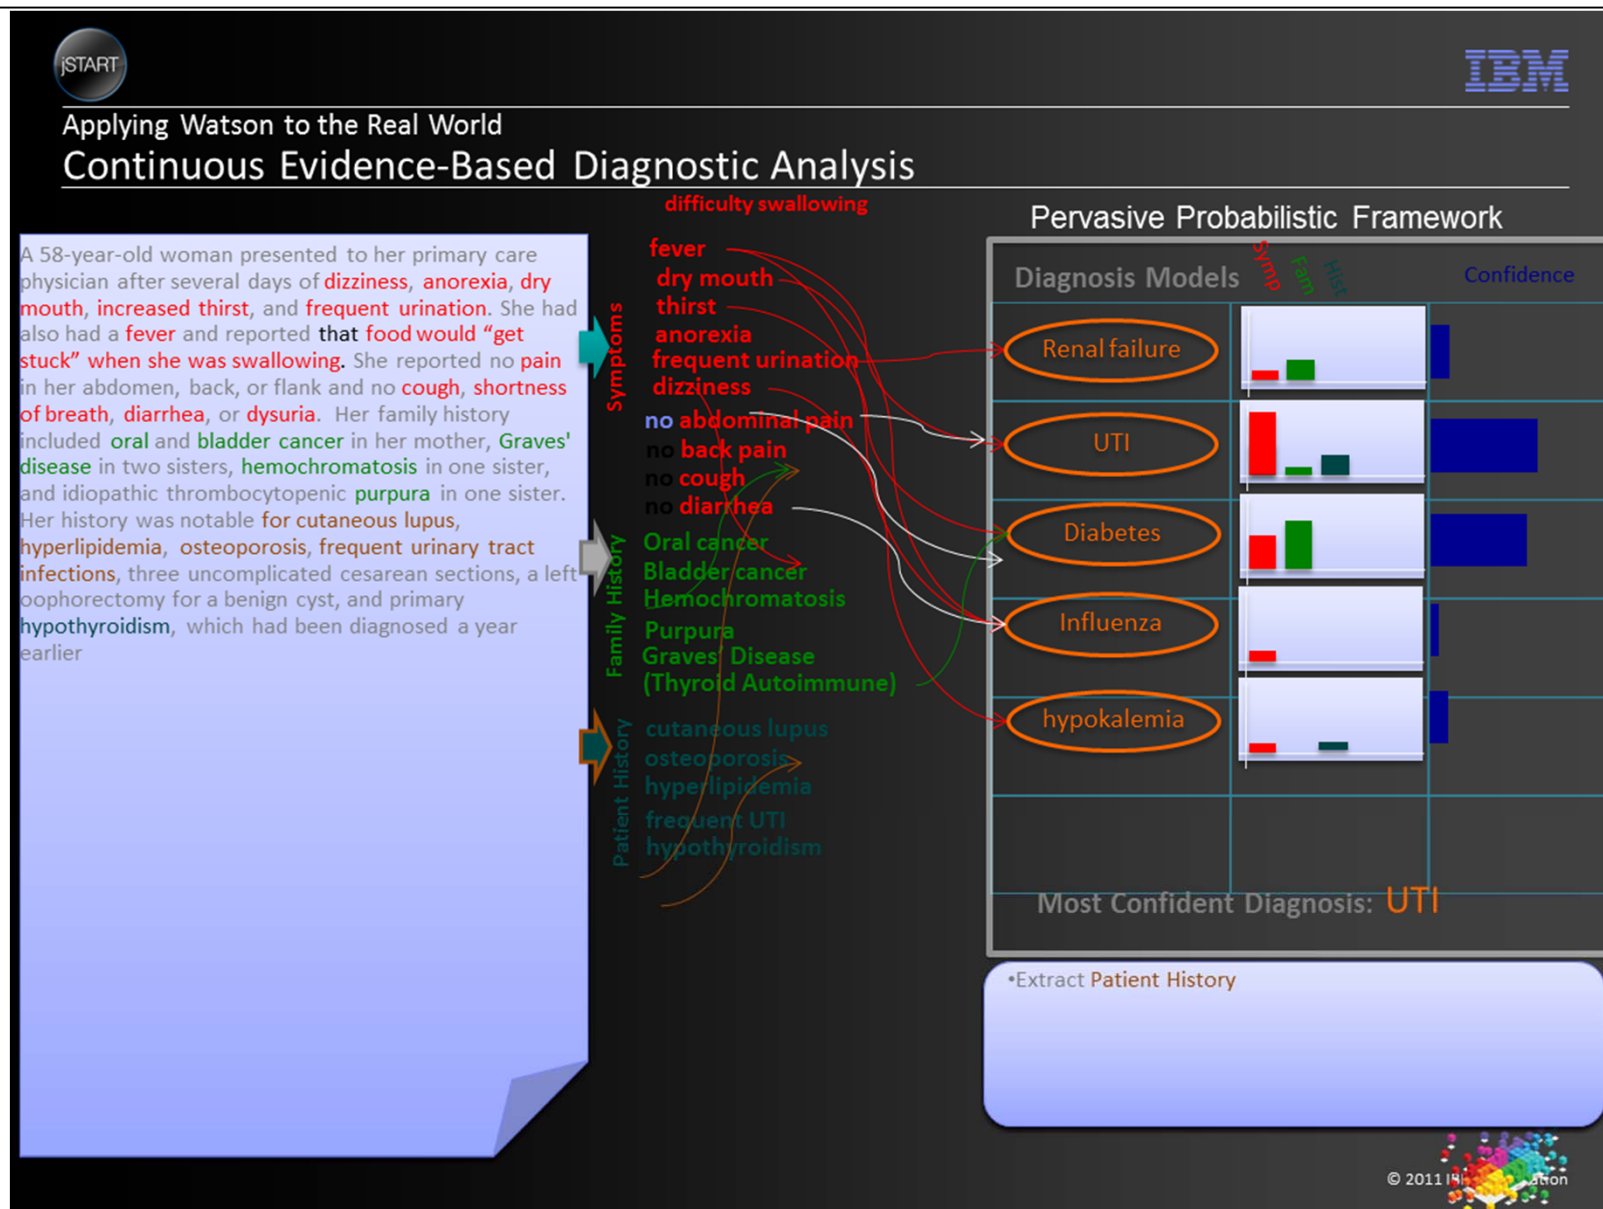 jSTART
IBM
Applying Watson to the Real World
Continuous Evidence-Based Diagnostic Analysis
A 58-year-old woman presented to her primary care
physician after several days of dizziness, anorexia, dry
mouth, increased thirst, and frequent urination. She had
also had a fever and reported that food would “get
stuck” when she was swallowing. She reported no pain
in her abdomen, back, or flank and no cough, shortness
of breath, diarrhea, or dysuria. Her family history
included oral and bladder cancer in her mother, Graves'
disease in two sisters, hemochromatosis in one sister,
and idiopathic thrombocytopenic purpura in one sister.
Her history was notable for cutaneous lupus,
hyperlipidemia, osteoporosis, frequent urinary tract
infections, three uncomplicated cesarean sections, a left
oophorectomy for a benign cyst, and primary
hypothyroidism, which had been diagnosed a year
earlier
Symptoms
difficulty swallowing
fever
dry mouth
thirst
anorexia
frequent urination
dizziness
no abdominal pain
no back pain
no cough
no diarrhea
Family History
Oral cancer
Bladder cancer
Hemochromatosis
Purpura
Graves’ Disease
(Thyroid Autoimmune)
Patient History
cutaneous lupus
osteoporosis
hyperlipidemia
frequent UTI
hypothyroidism
Pervasive Probabilistic Framework
Diagnosis Models
Symp
Fam
Hist
Confidence
Renal failure
UTI
Diabetes
Influenza
hypokalemia
Most Confident Diagnosis: UTI
•Extract Patient History
© 2011